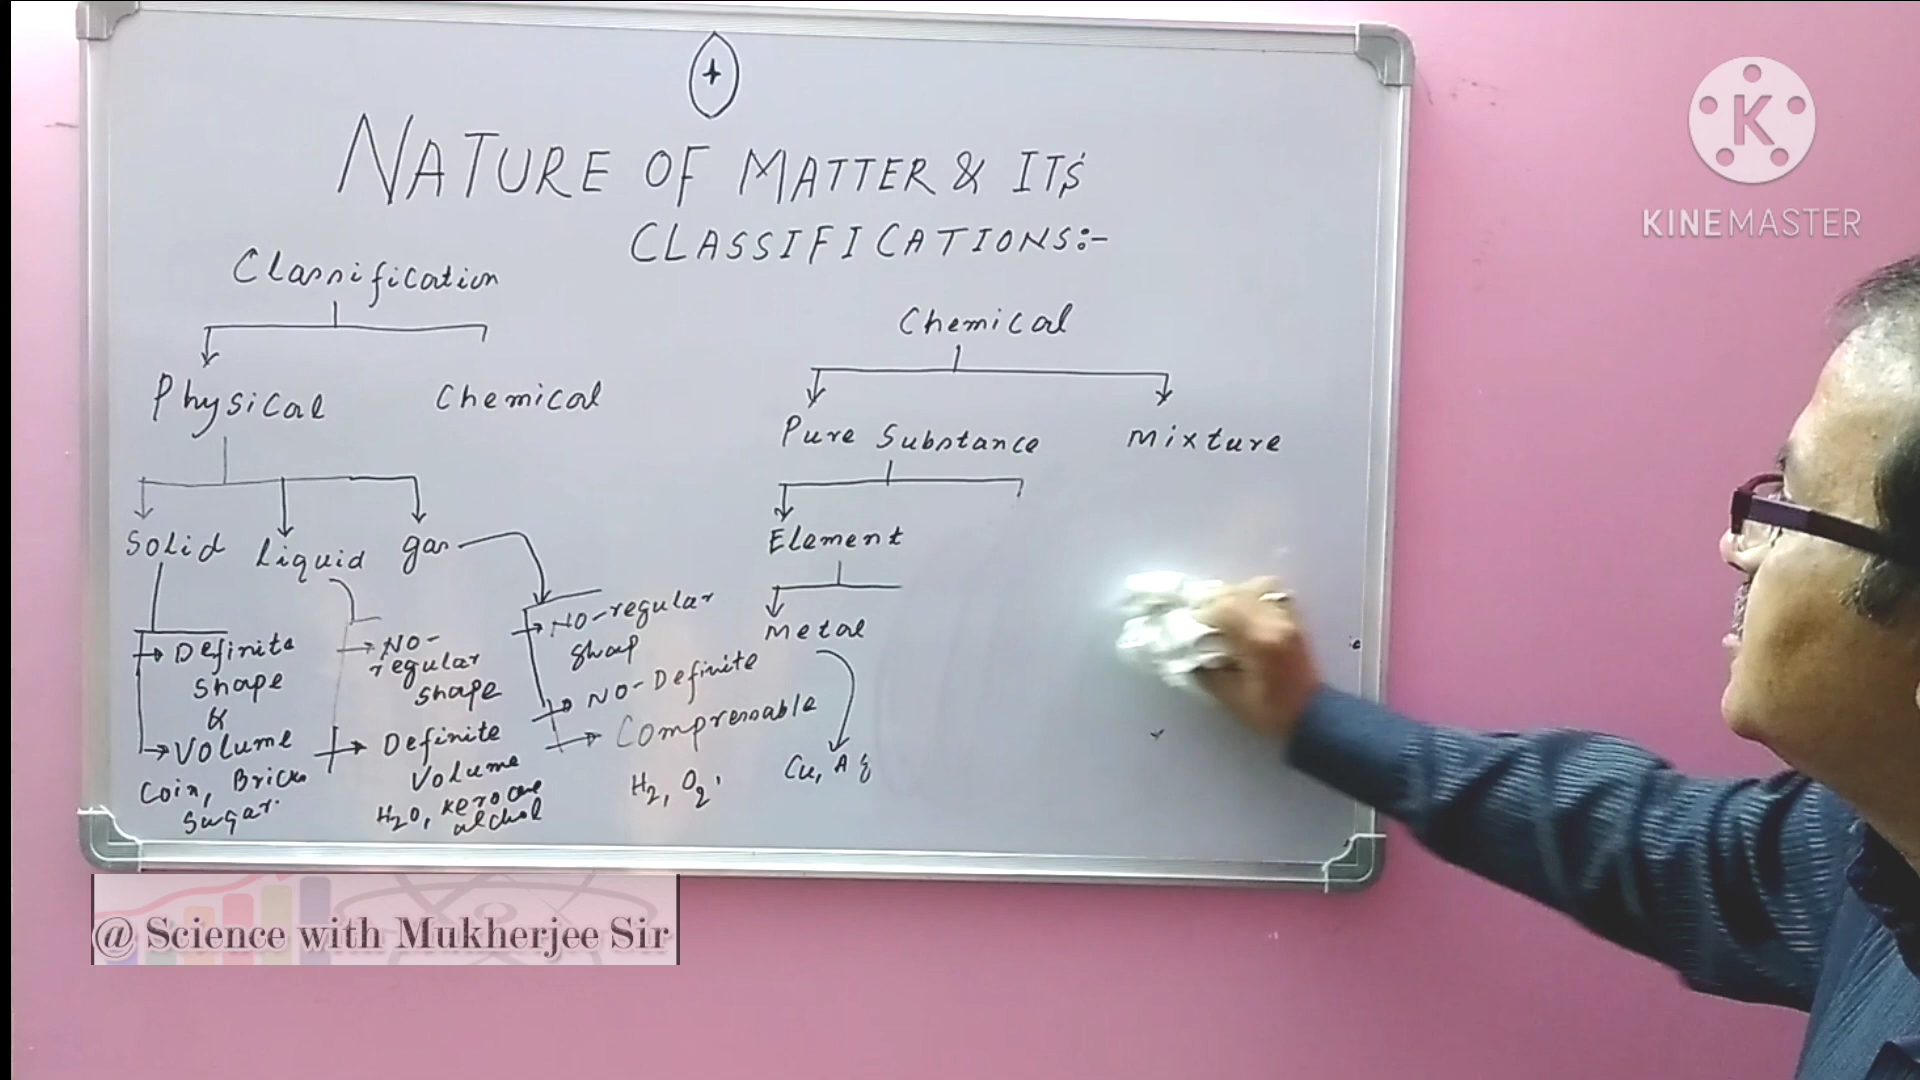 NATURE OF MATTER & ITS
CLASSIFICATIONS:-
Classification
Physical
Chemical
Solid
Liquid
gas
Definite
shape
&
Volume
Coin, Bricks
Sugar.
No-
regular
shape
Definite
Volume
H2O, 
alchol
No-regular
shap
No-Definite
Compressable
H2, O2,
Chemical
Pure Substance
Mixture
Element
Metal
Cu, Ag
K
KINEMASTER
@ Science with Mukherjee Sir